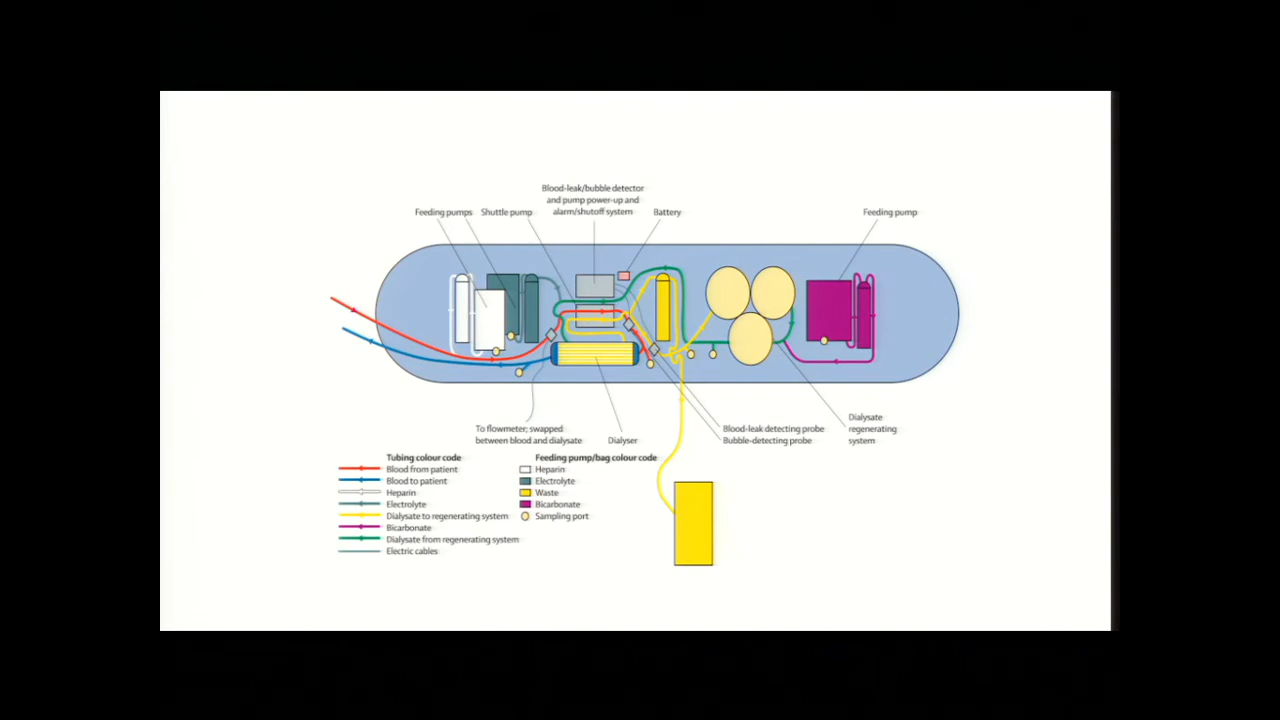 Blood-leak/bubble detector
and pump power-up and
alarm/shutoff system
Feeding pumps
Shuttle pump
Battery
Feeding pump
To flowmeter; swapped
between blood and dialysate
Dialyser
Blood-leak detecting probe
Bubble-detecting probe
Dialysate
regenerating
system
Tubing colour code
Blood from patient
Blood to patient
Heparin
Electrolyte
Dialysate to regenerating system
Bicarbonate
Dialysate from regenerating system
Electric cables
Feeding pump/bag colour code
Heparin
Electrolyte
Waste
Bicarbonate
Sampling port